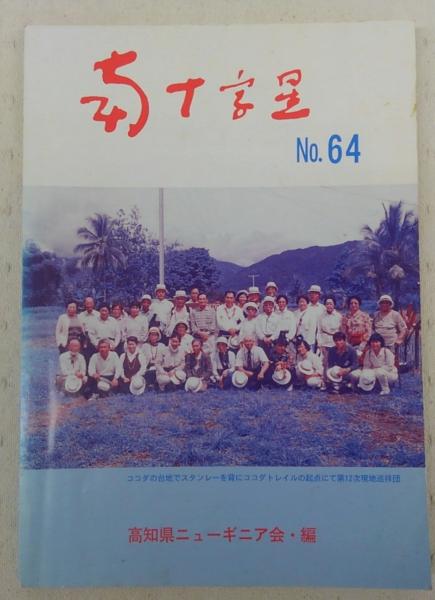 南十字星
No. 64
ココダの台地でスタンレーを背にココダトレイルの起点にて第12次現地巡拝団
高知県ニューギニア会・編